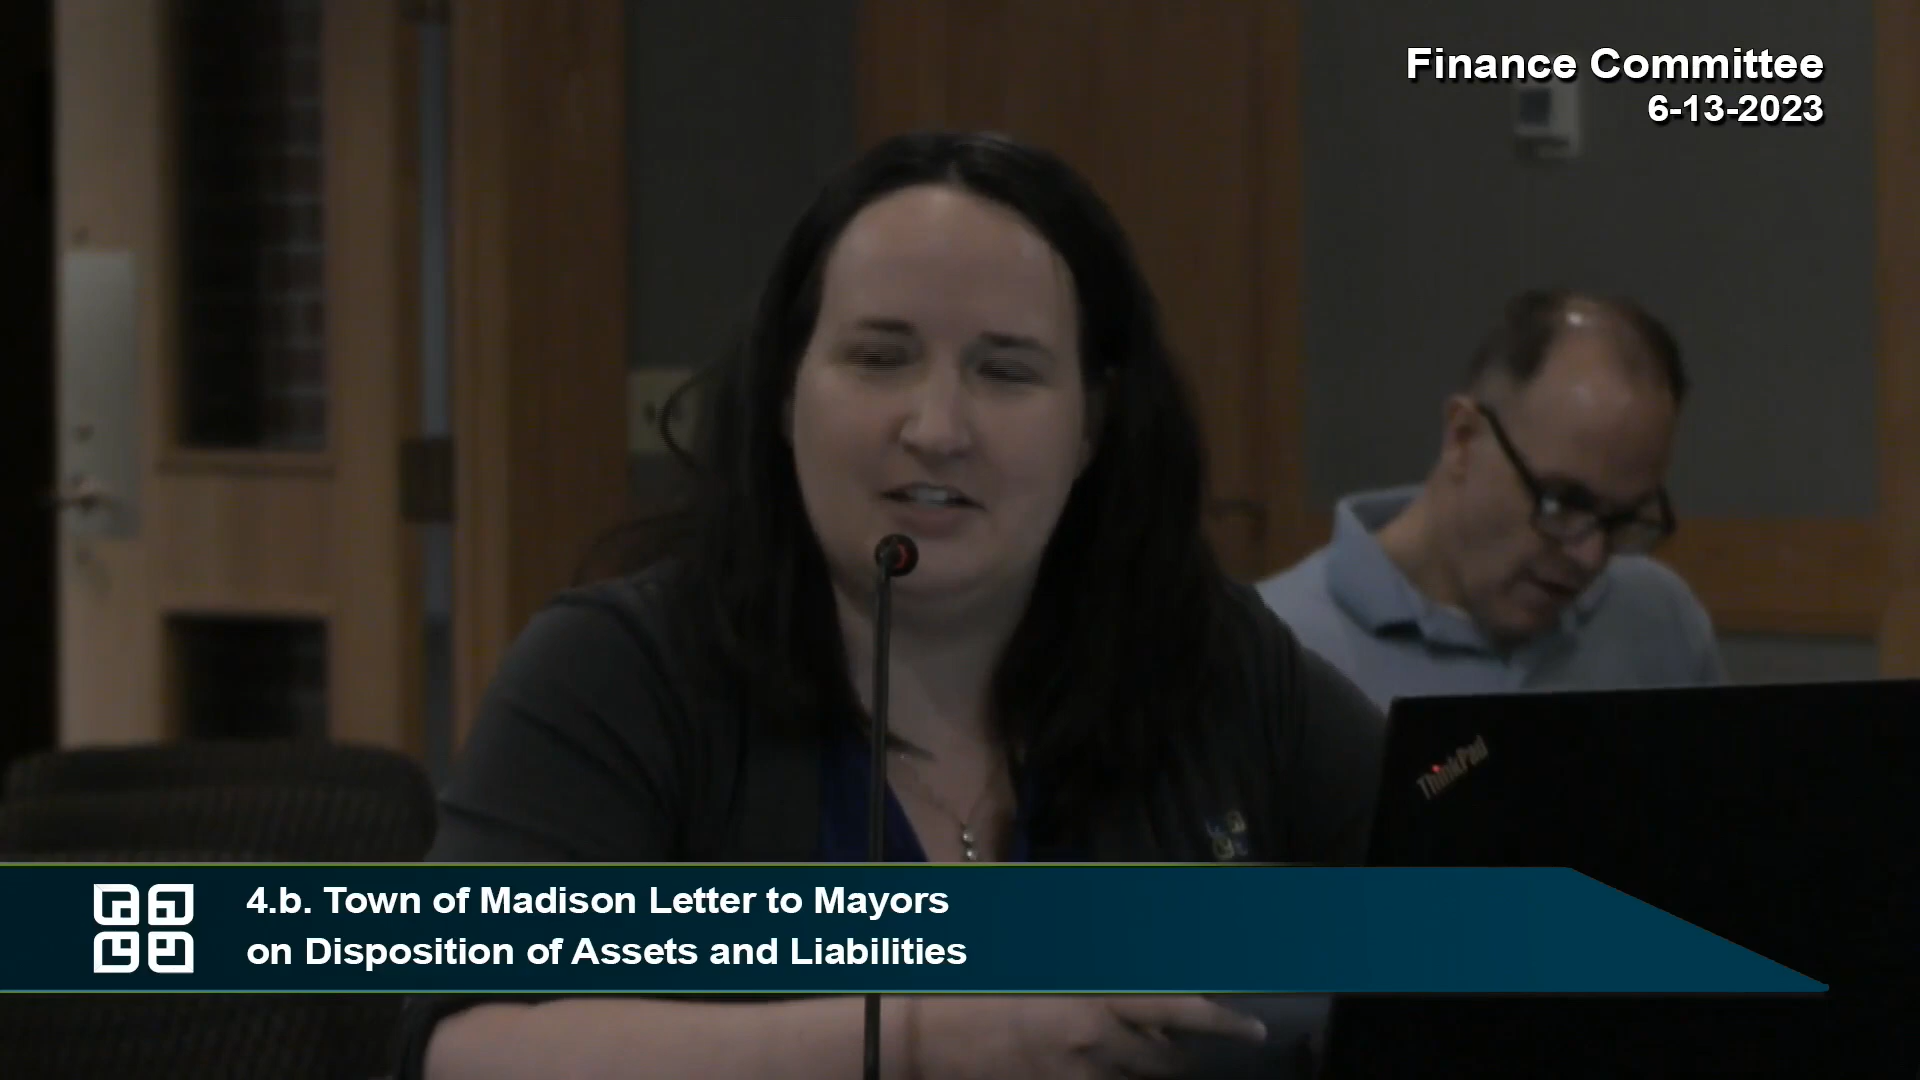 Finance Committee
6-13-2023
ThinkPad
4.b. Town of Madison Letter to Mayors
on Disposition of Assets and Liabilities